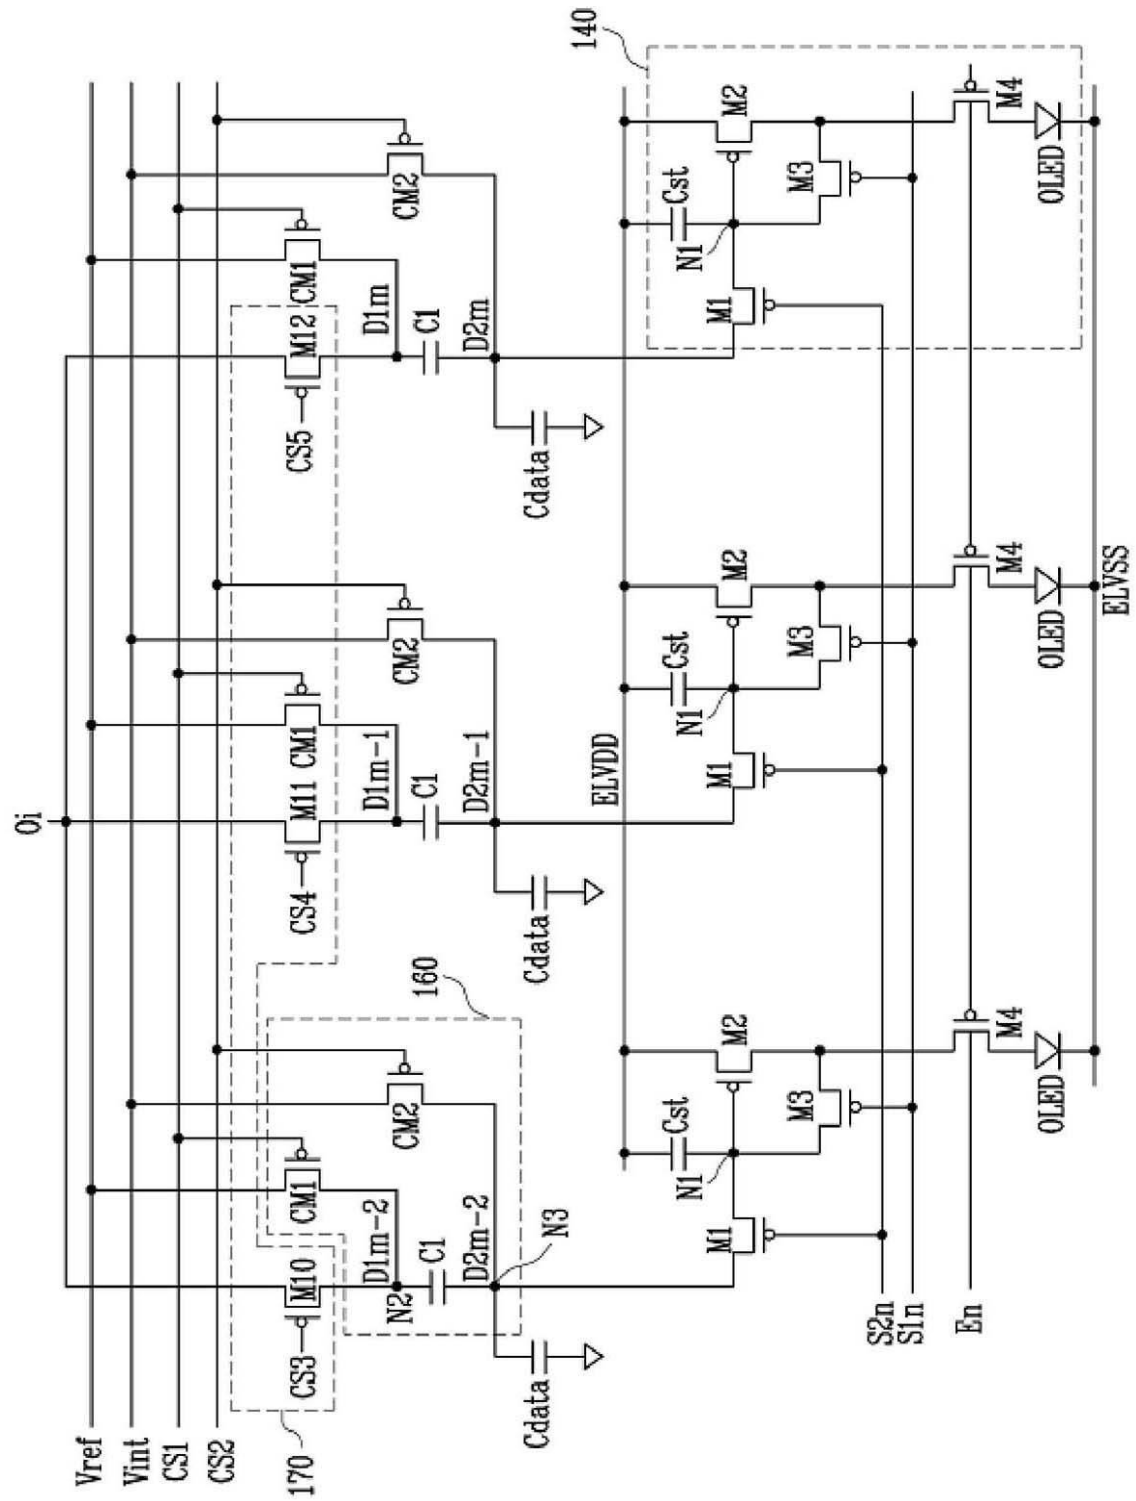 Oi
Vref
Vint
CS1
CS2
170
CS3
M10
CM1
CM2
160
CS4
M11
CM1
CM2
CS5
M12
CM1
CM2
D1m-2
N2
C1
D2m-2
N3
Cdata
D1m-1
C1
D2m-1
Cdata
D1m
C1
D2m
Cdata
140
ELVDD
Cst
N1
M1
M2
M3
M4
OLED
Cst
N1
M1
M2
M3
M4
OLED
Cst
N1
M1
M2
M3
M4
OLED
S2n
S1n
En
ELVSS